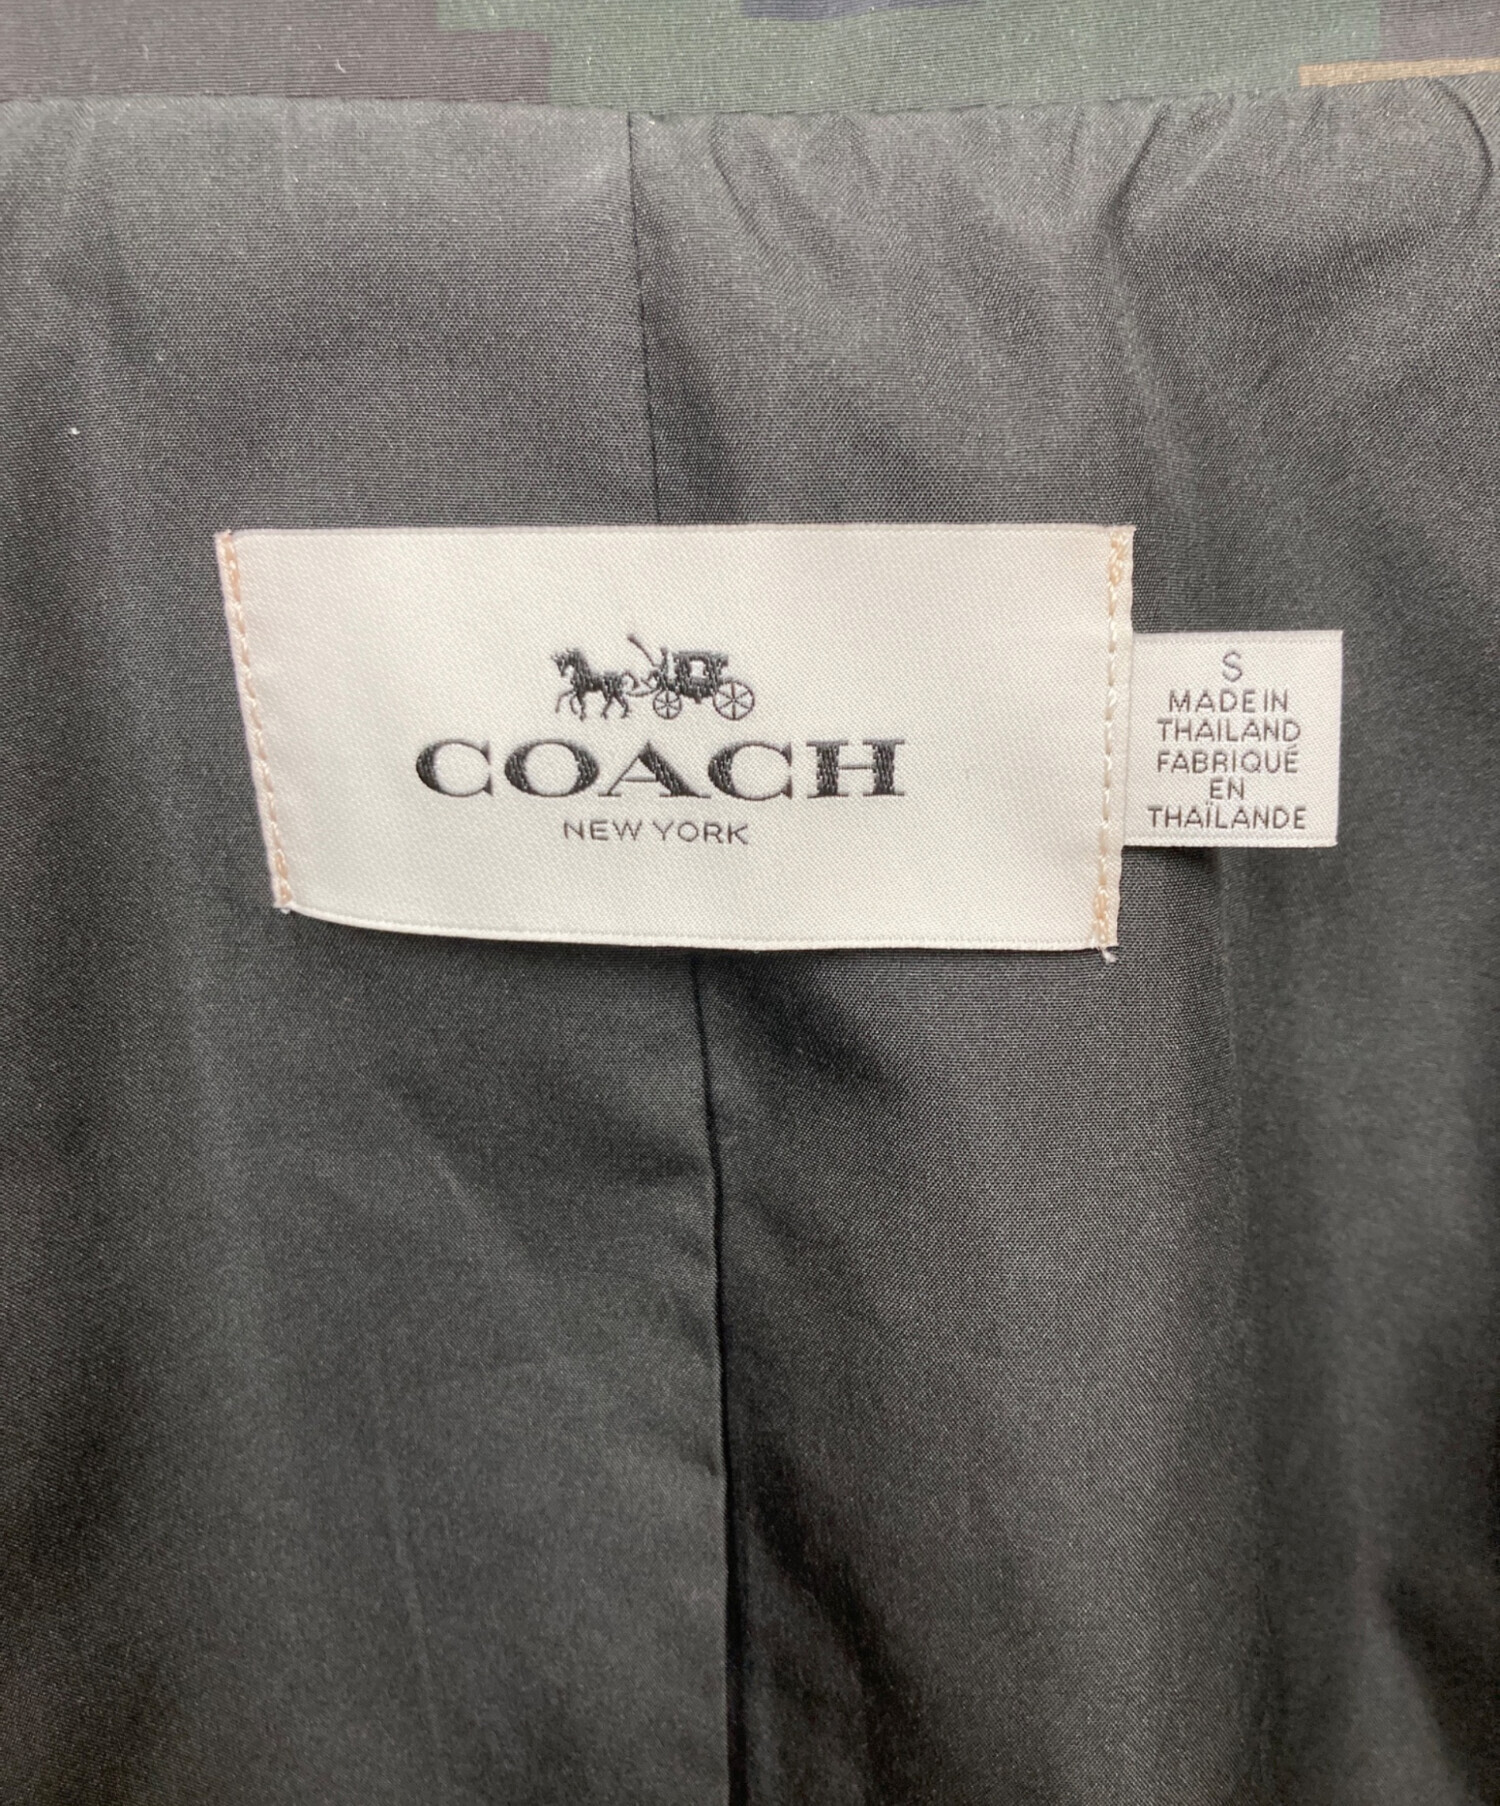 COACH
NEW YORK
S
MADE IN
THAILAND
FABRIQUÉ
EN
THAÏLANDE